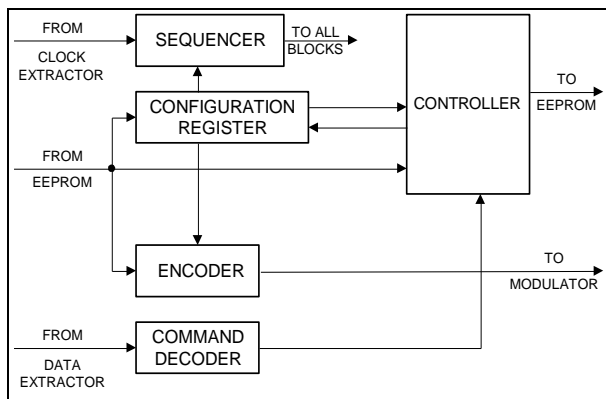 FROM
CLOCK
EXTRACTOR
SEQUENCER
TO ALL
BLOCKS
CONFIGURATION
REGISTER
CONTROLLER
TO
EEPROM
FROM
EEPROM
ENCODER
TO
MODULATOR
FROM
DATA
EXTRACTOR
COMMAND
DECODER